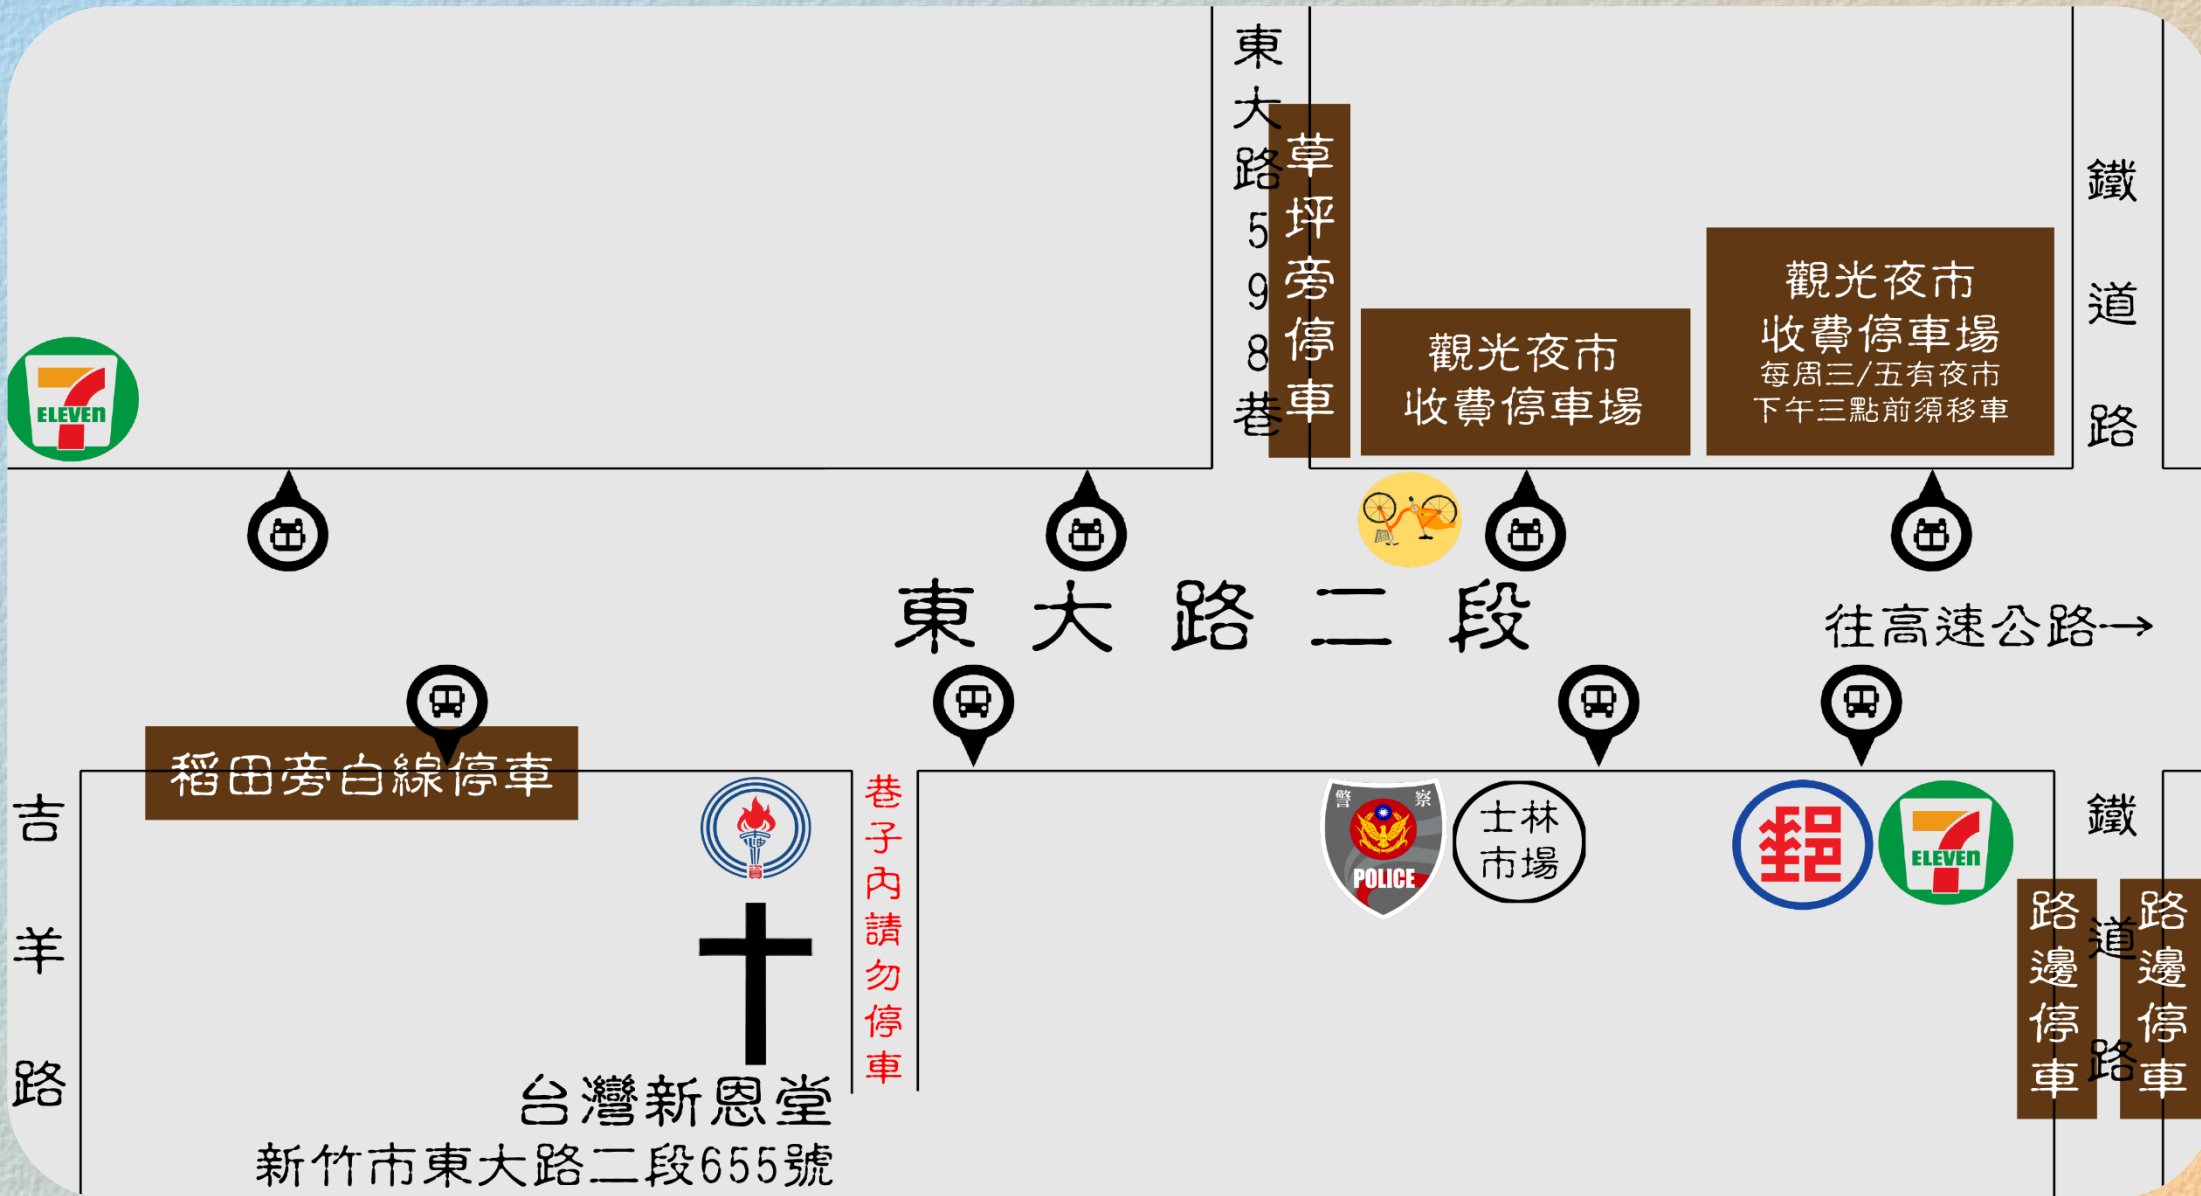 東大路598巷
草坪旁停車
鐵道路
觀光夜市
收費停車場
觀光夜市
收費停車場
每周三/五有夜市
下午三點前須移車
ELEVEN
東大路二段
往高速公路→
稻田旁白線停車
吉羊路
巷子內請勿停車
警察
POLICE
士林
市場
郵
ELEVEN
鐵道路
路邊停車
路邊停車
台灣新恩堂
新竹市東大路二段655號